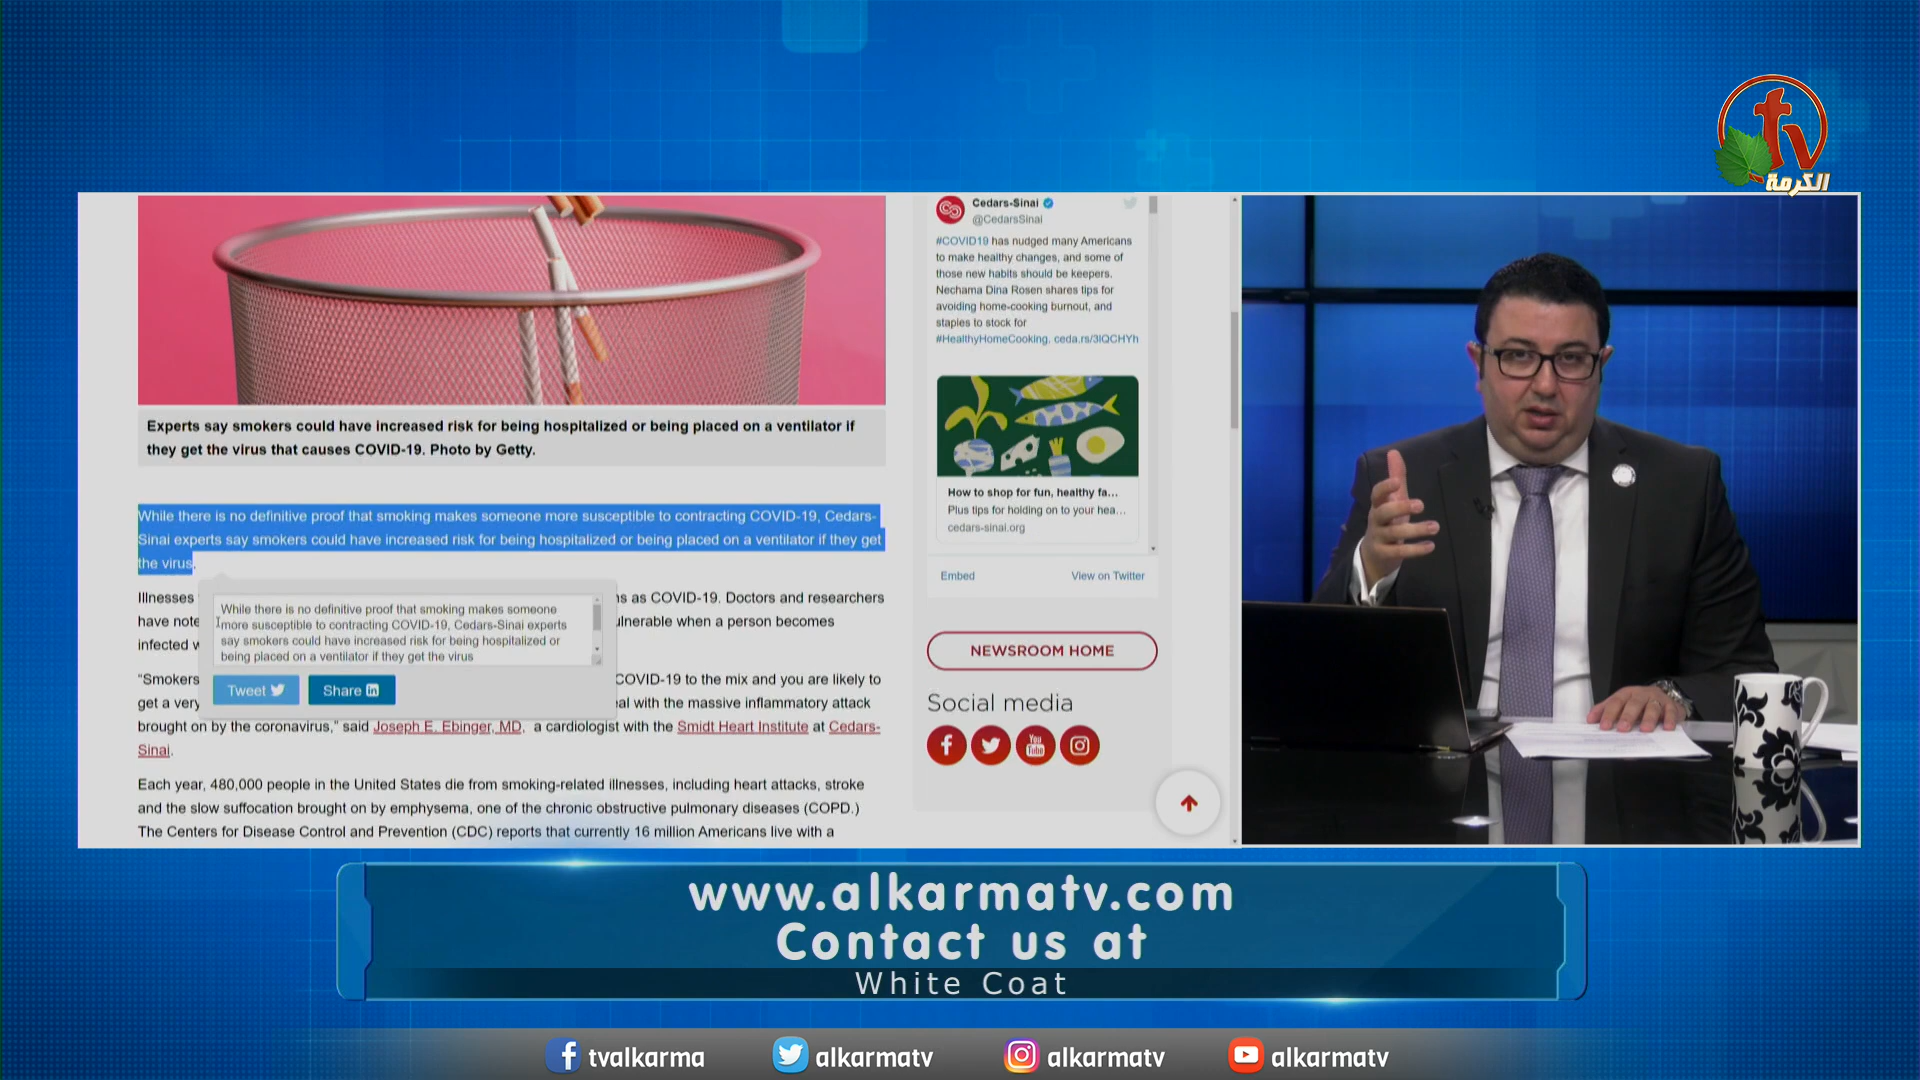 tv
الكرمة
Experts say smokers could have increased risk for being hospitalized or being placed on a ventilator if
they get the virus that causes COVID-19. Photo by Getty.
While there is no definitive proof that smoking makes someone more susceptible to contracting COVID-19, Cedars-
Sinai experts say smokers could have increased risk for being hospitalized or being placed on a ventilator if they get
the virus.
Illnesses
s as COVID-19. Doctors and researchers
have note
ulnerable when a person becomes
infected w
While there is no definitive proof that smoking makes someone
more susceptible to contracting COVID-19, Cedars-Sinai experts
say smokers could have increased risk for being hospitalized or
being placed on a ventilator if they get the virus
Tweet
Share in
"Smokers
COVID-19 to the mix and you are likely to
get a very
al with the massive inflammatory attack
brought on by the coronavirus," said Joseph E. Ebinger, MD, a cardiologist with the Smidt Heart Institute at Cedars-
Sinai.
Each year, 480,000 people in the United States die from smoking-related illnesses, including heart attacks, stroke
and the slow suffocation brought on by emphysema, one of the chronic obstructive pulmonary diseases (COPD.)
The Centers for Disease Control and Prevention (CDC) reports that currently 16 million Americans live with a
Cedars-Sinai
@CedarsSinai
#COVID19 has nudged many Americans
to make healthy changes, and some of
those new habits should be keepers.
Nechama Dina Rosen shares tips for
avoiding home-cooking burnout, and
staples to stock for
#HealthyHomeCooking. ceda.rs/3lQCHYh
How to shop for fun, healthy fa...
Plus tips for holding on to your hea...
cedars-sinai.org
Embed
View on Twitter
NEWSROOM HOME
Social media
You
Tube
www.alkarmatv.com
Contact us at
White Coat
tvalkarma
alkarmatv
alkarmatv
alkarmatv